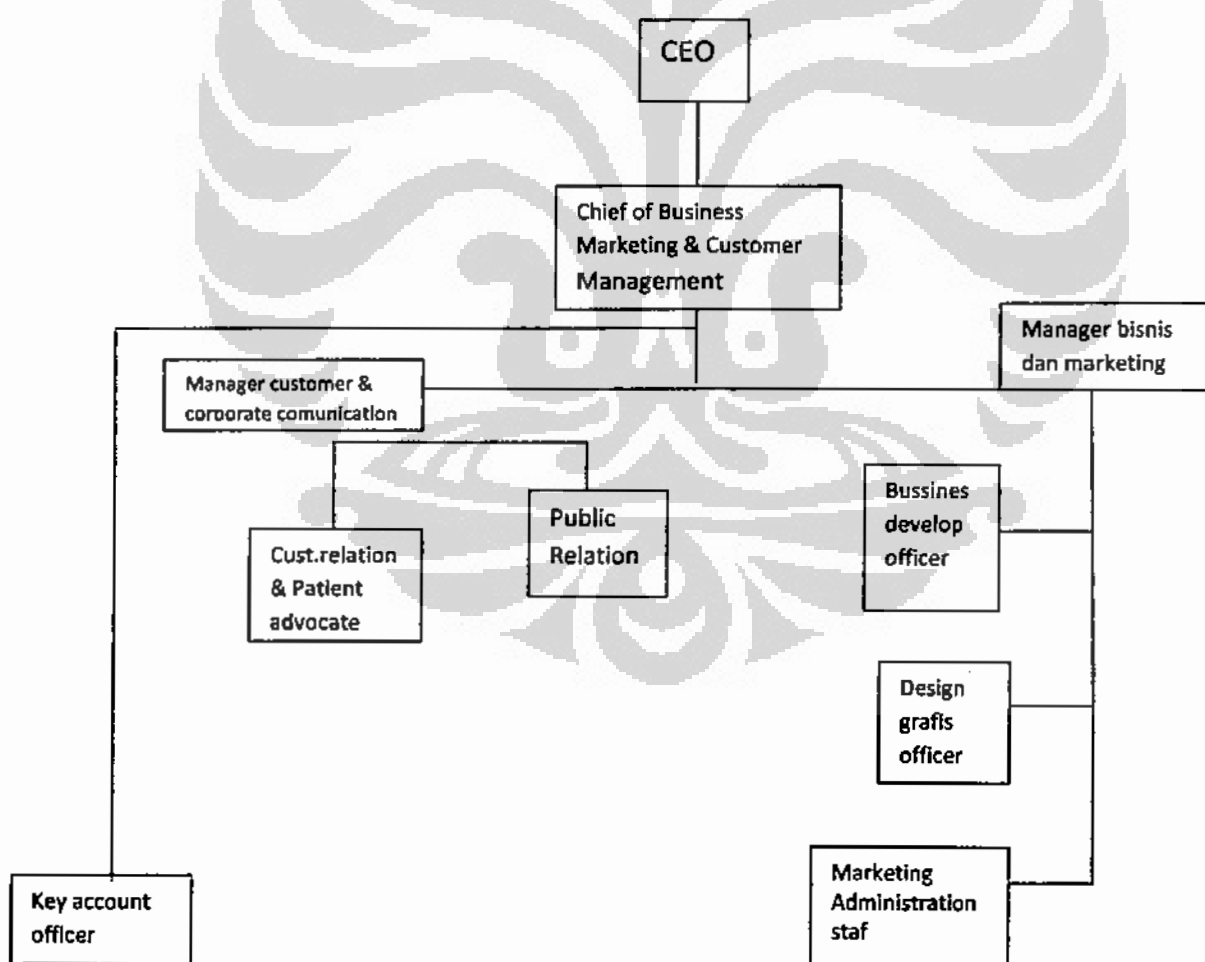 CEO
Chief of Business
Marketing & Customer
Management
Manager bisnis
dan marketing
Manager customer &
corporate comunication
Public
Relation
Cust.relation
& Patient
advocate
Bussines
develop
officer
Design
grafis
officer
Marketing
Administration
staf
Key account
officer